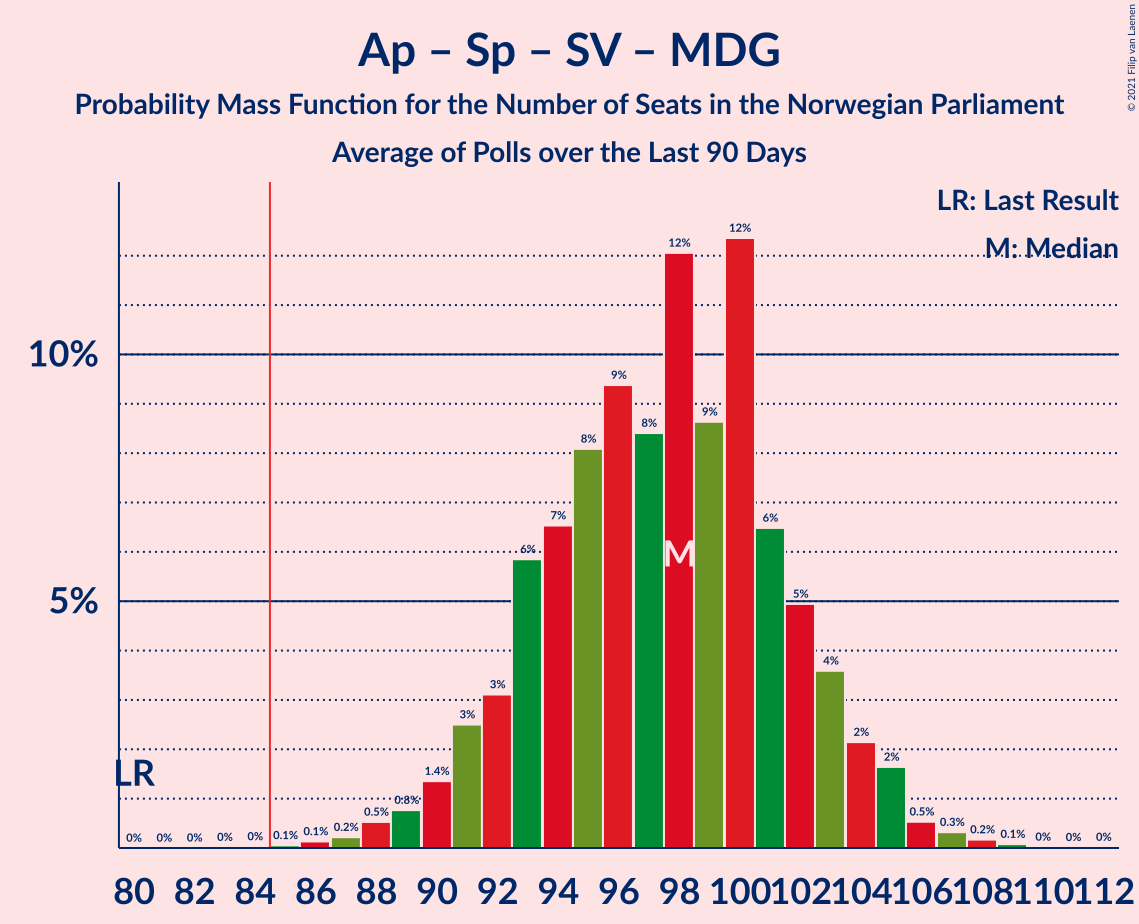 Ap – Sp – SV – MDG
Probability Mass Function for the Number of Seats in the Norwegian Parliament
Average of Polls over the Last 90 Days
© 2021 Filip van Laenen
LR: Last Result
M: Median
10%
5%
LR
M
0% 0% 0% 0% 0% 0.1% 0.1% 0.2% 0.5% 0.8% 1.4% 3% 3% 6% 7% 8% 9% 8% 12% 9% 12% 6% 5% 4% 2% 2% 0.5% 0.3% 0.2% 0.1% 0% 0% 0%
80 82 84 86 88 90 92 94 96 98 100 102 104 106 108 110 112